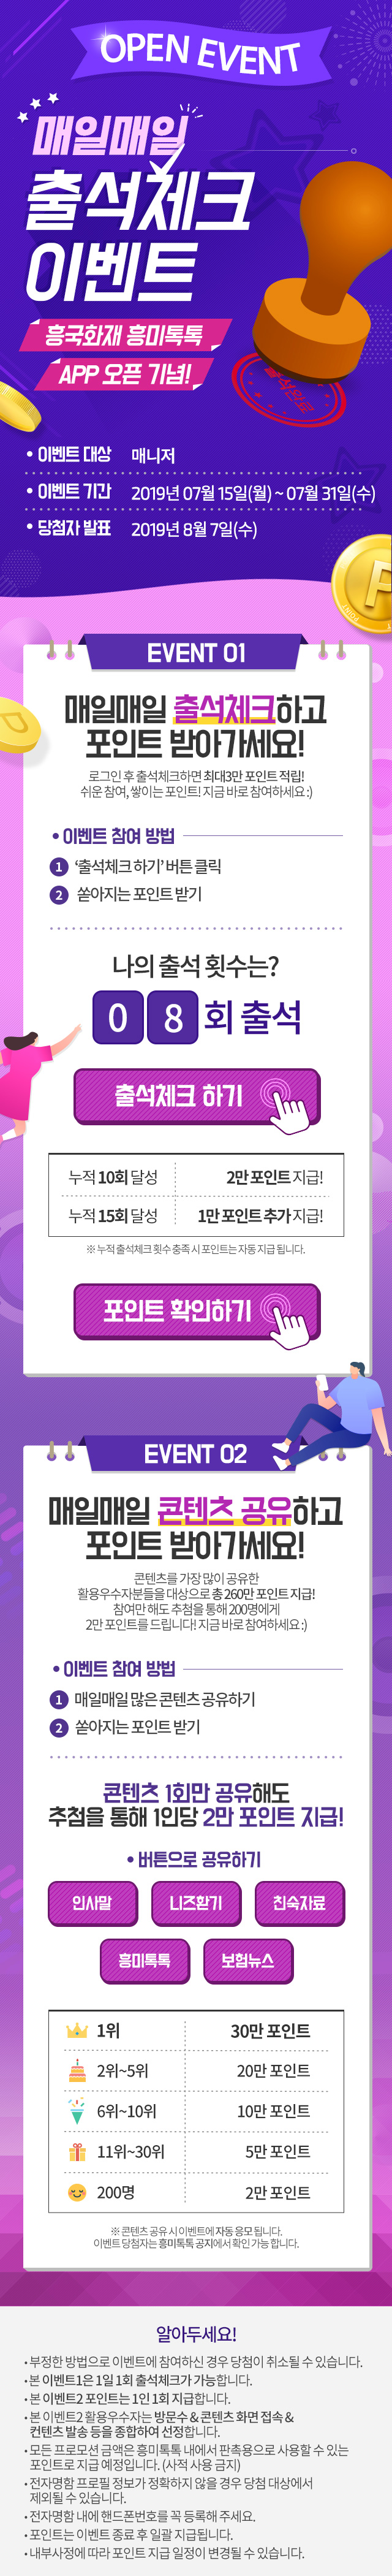 OPEN EVENT
매일매일
출석체크
이벤트
흥국화재 흥미톡톡
APP 오픈 기념!
출석완료
• 이벤트 대상 매니저
• 이벤트 기간 2019년 07월 15일(월) ~ 07월 31일(수)
• 당첨자 발표 2019년 8월 7일(수)
P
POINT
EVENT 01
매일매일 출석체크하고
포인트 받아가세요!
로그인 후 출석체크하면 최대3만 포인트 적립!
쉬운 참여, 쌓이는 포인트! 지금 바로 참여하세요 :)
• 이벤트 참여 방법
1 ‘출석체크 하기’ 버튼 클릭
2 쏟아지는 포인트 받기
나의 출석 횟수는?
0 8 회 출석
출석체크 하기
누적 10회 달성 2만 포인트 지급!
누적 15회 달성 1만 포인트 추가 지급!
※ 누적 출석체크 횟수 충족 시 포인트는 자동 지급 됩니다.
포인트 확인하기
EVENT 02
매일매일 콘텐츠 공유하고
포인트 받아가세요!
콘텐츠를 가장 많이 공유한
활용우수자분들을 대상으로 총 260만 포인트 지급!
참여만 해도 추첨을 통해 200명에게
2만 포인트를 드립니다! 지금 바로 참여하세요 :)
• 이벤트 참여 방법
1 매일매일 많은 콘텐츠 공유하기
2 쏟아지는 포인트 받기
콘텐츠 1회만 공유해도
추첨을 통해 1인당 2만 포인트 지급!
• 버튼으로 공유하기
인사말 니즈환기 친숙자료
흥미톡톡 보험뉴스
1위 30만 포인트
2위~5위 20만 포인트
6위~10위 10만 포인트
11위~30위 5만 포인트
200명 2만 포인트
※ 콘텐츠 공유 시 이벤트에 자동 응모 됩니다.
이벤트 당첨자는 흥미톡톡 공지에서 확인 가능 합니다.
알아두세요!
• 부정한 방법으로 이벤트에 참여하신 경우 당첨이 취소될 수 있습니다.
• 본 이벤트1은 1일 1회 출석체크가 가능합니다.
• 본 이벤트2 포인트는 1인 1회 지급합니다.
• 본 이벤트2 활용우수자는 방문수 & 콘텐츠 화면 접속 &
컨텐츠 발송 등을 종합하여 선정합니다.
• 모든 프로모션 금액은 흥미톡톡 내에서 판촉용으로 사용할 수 있는
포인트로 지급 예정입니다. (사적 사용 금지)
• 전자명함 프로필 정보가 정확하지 않을 경우 당첨 대상에서
제외될 수 있습니다.
• 전자명함 내에 핸드폰번호를 꼭 등록해 주세요.
• 포인트는 이벤트 종료 후 일괄 지급됩니다.
• 내부사정에 따라 포인트 지급 일정이 변경될 수 있습니다.